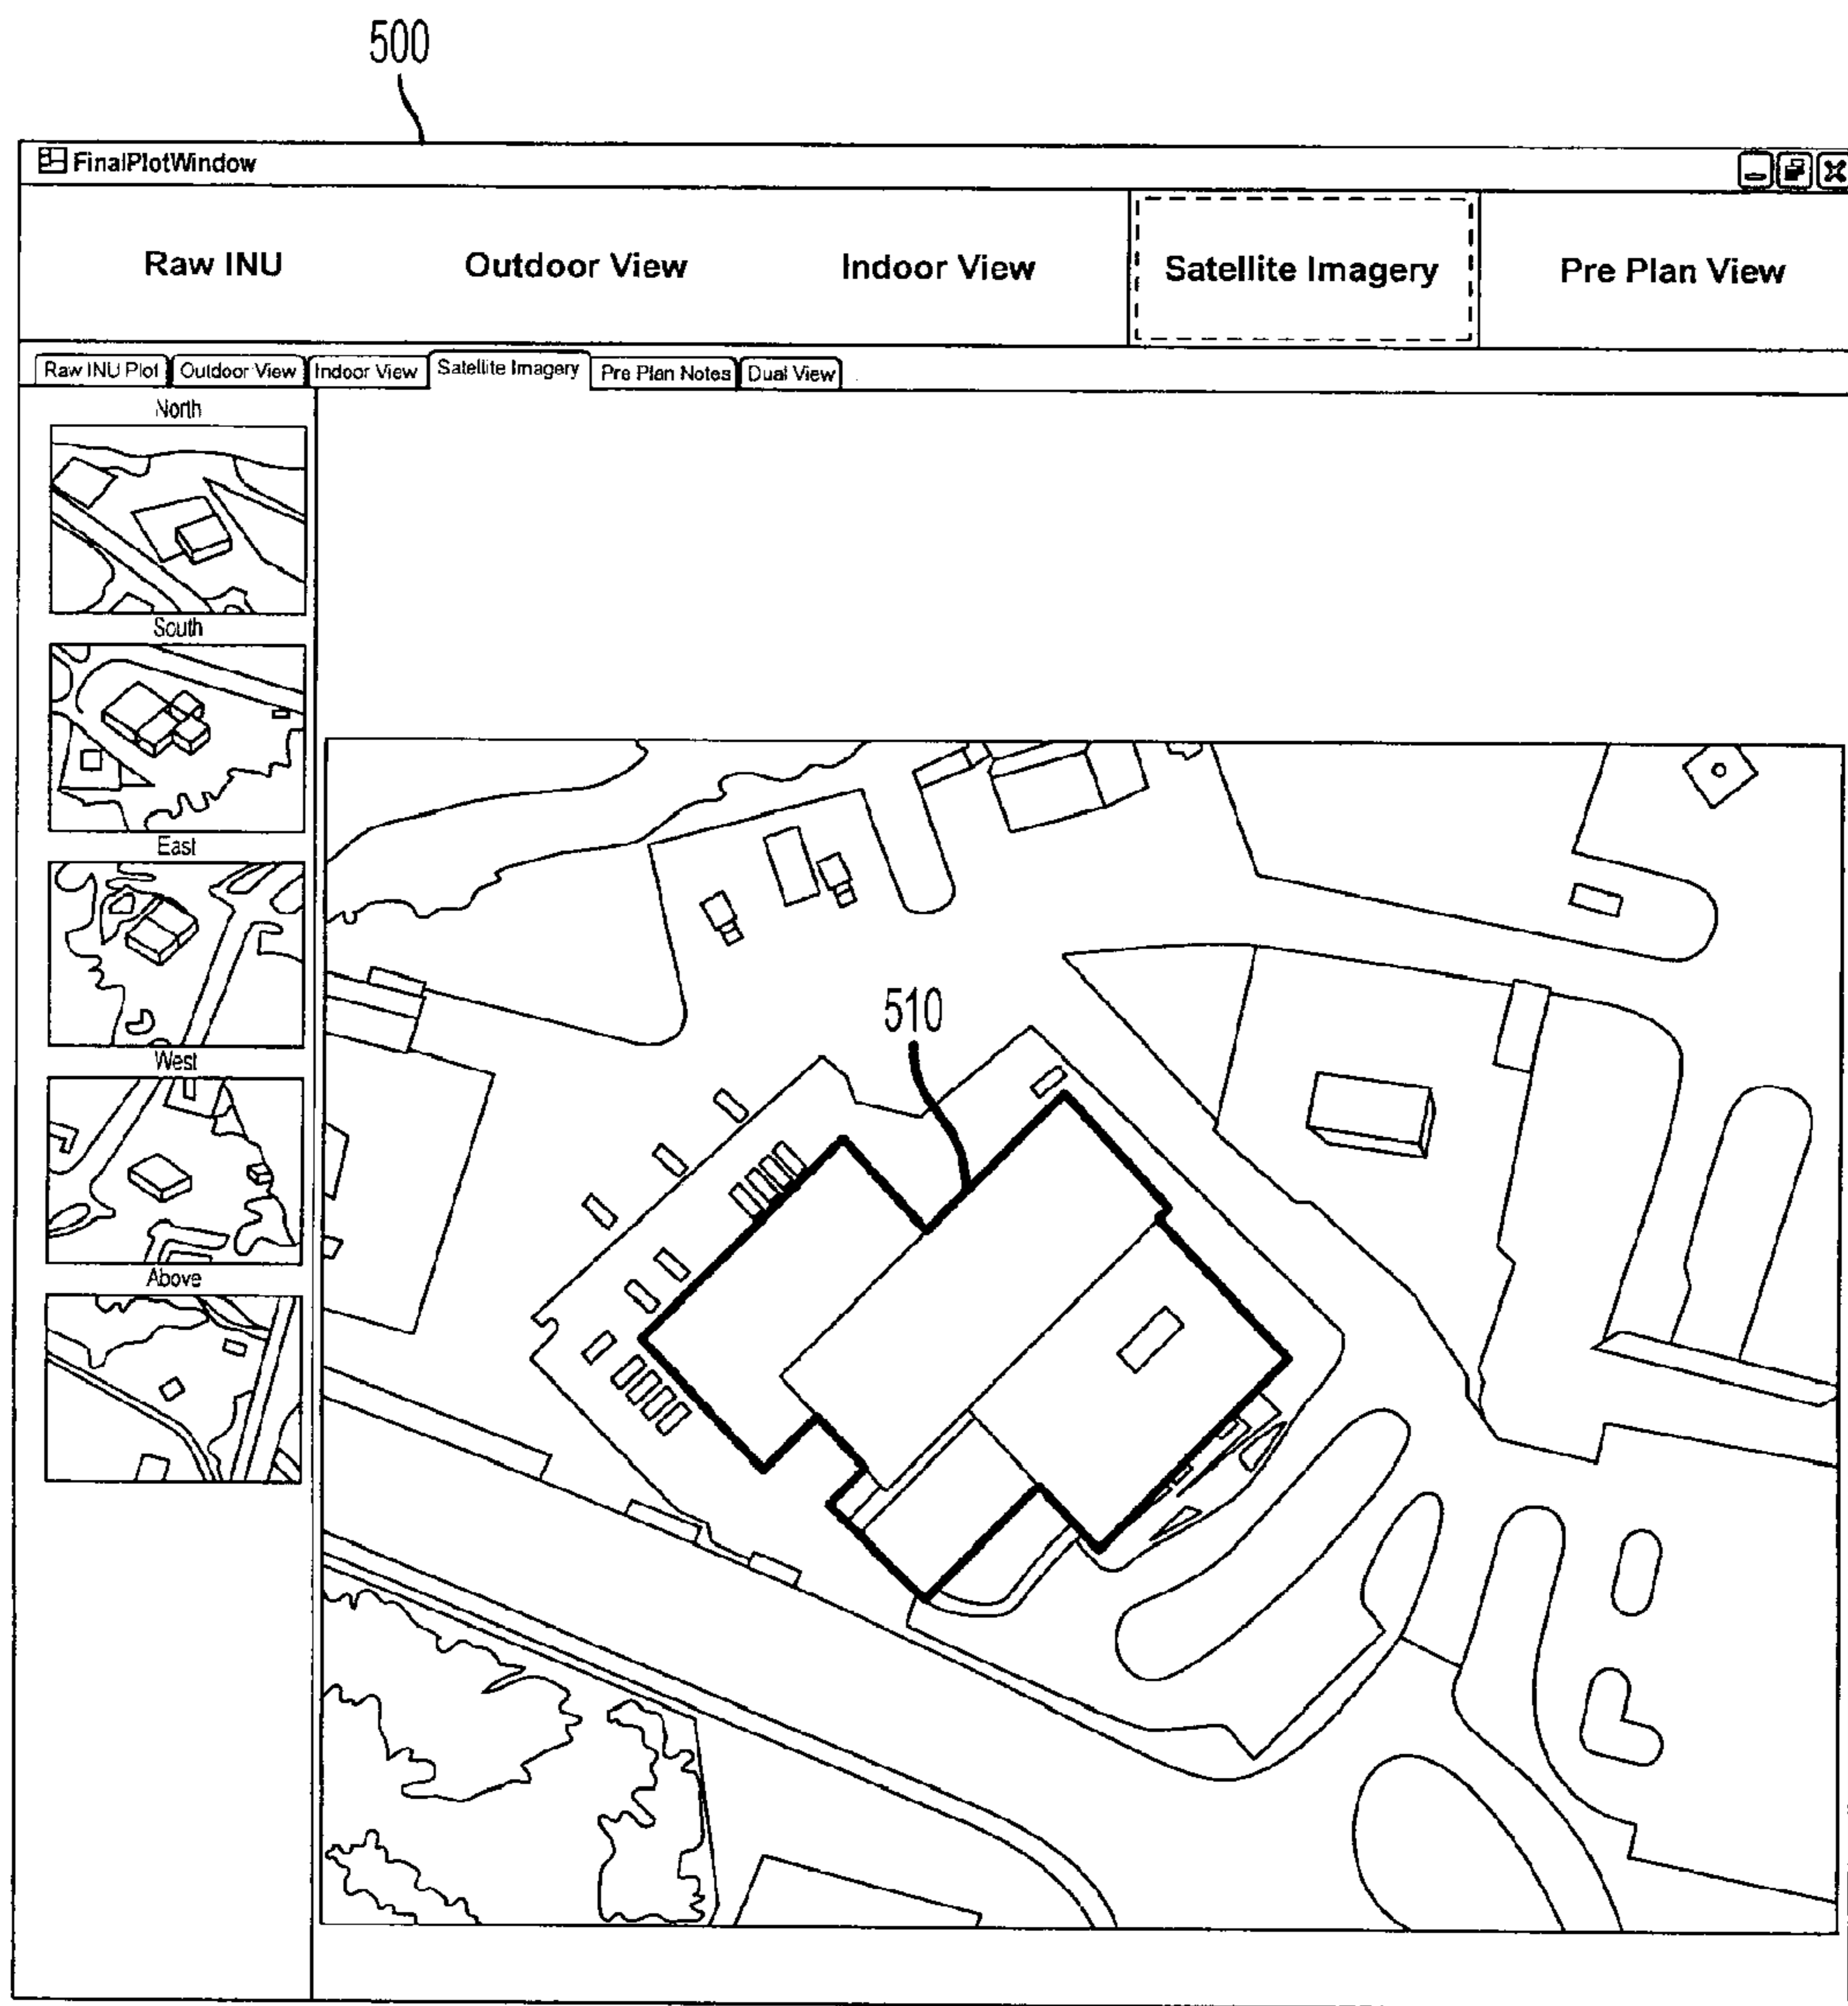 500
FinalPlotWindow
Raw INU Outdoor View Indoor View Satellite Imagery Pre Plan View
Raw INU Plot Outdoor View Indoor View Satellite Imagery Pre Plan Notes Dual View
North
South
East
West
Above
510